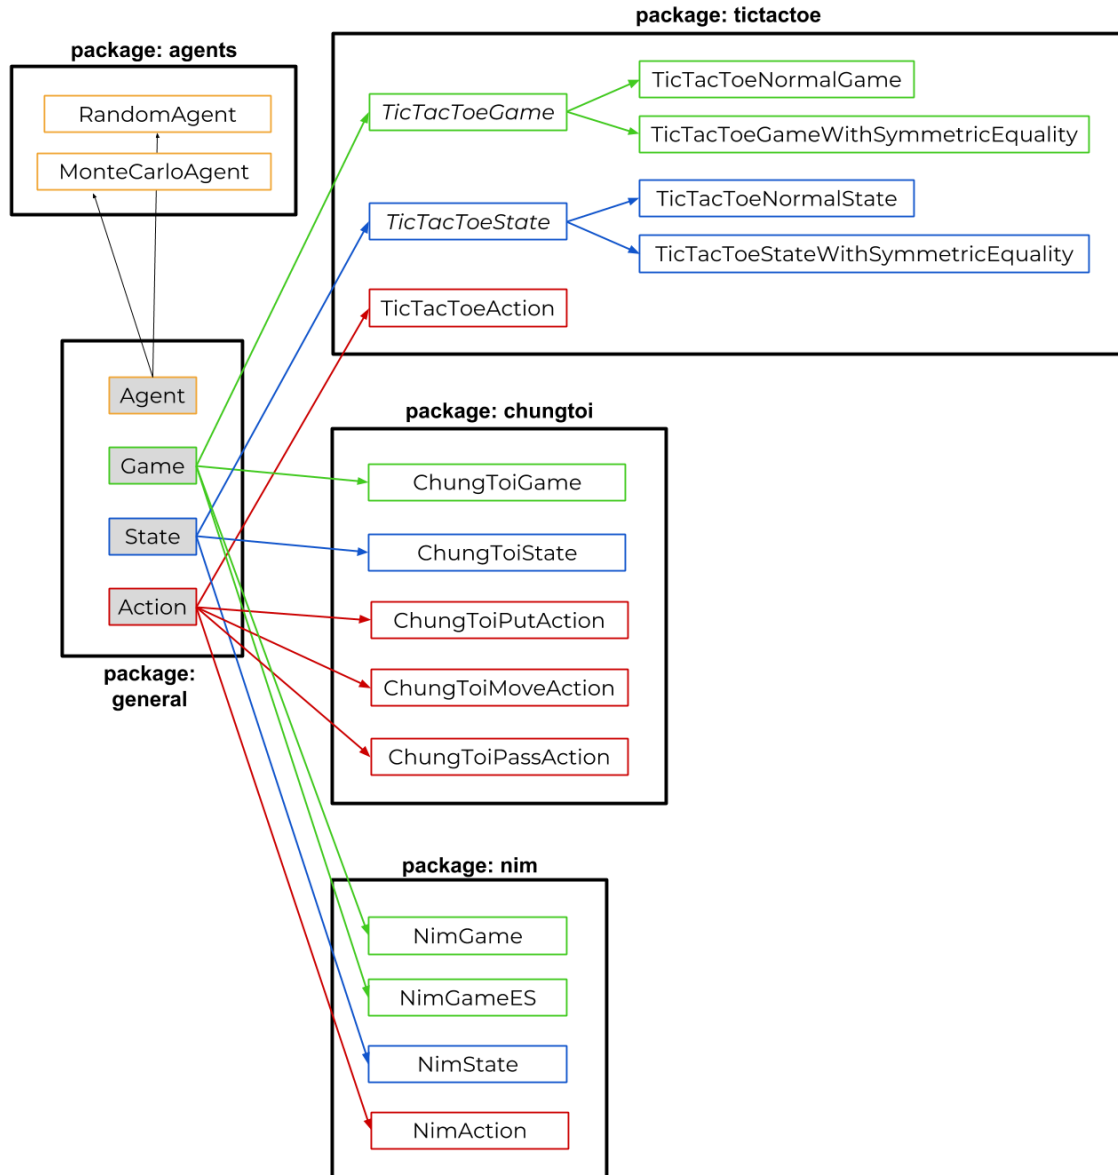 package: agents
RandomAgent
MonteCarloAgent
package: tictactoe
TicTacToeGame
TicTacToeNormalGame
TicTacToeGameWithSymmetricEquality
TicTacToeState
TicTacToeNormalState
TicTacToeStateWithSymmetricEquality
TicTacToeAction
Agent
Game
State
Action
package:
general
package: chungtoi
ChungToiGame
ChungToiState
ChungToiPutAction
ChungToiMoveAction
ChungToiPassAction
package: nim
NimGame
NimGameES
NimState
NimAction